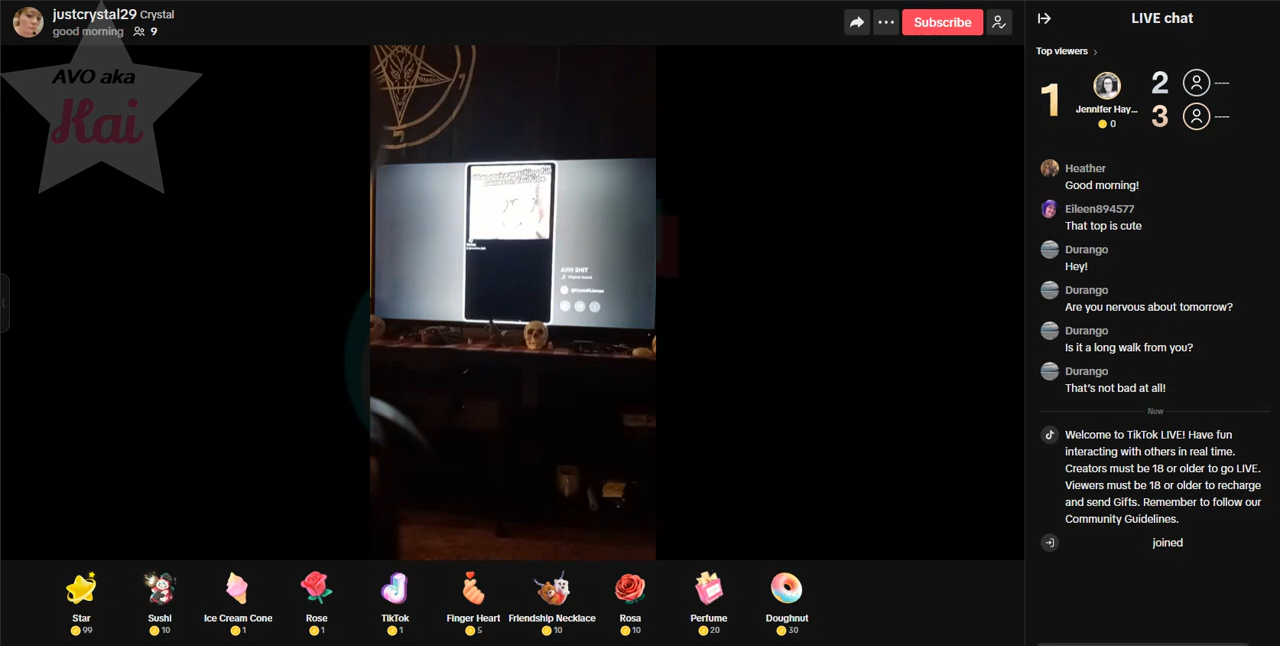 justcrystal29 Crystal
good morning 9
Subscribe
AVO aka
Kai
AHH SHIT
LIVE chat
Top viewers
1
Jennifer Hay...
0
2 ----
3 ----
Heather
Good morning!
Eileen894577
That top is cute
Durango
Hey!
Durango
Are you nervous about tomorrow?
Durango
Is it a long walk from you?
Durango
That's not bad at all!
New
Welcome to TikTok LIVE! Have fun
interacting with others in real time.
Creators must be 18 or older to go LIVE.
Viewers must be 18 or older to recharge
and send Gifts. Remember to follow our
Community Guidelines.
joined
Star
99
Sushi
10
Ice Cream Cone
1
Rose
1
TikTok
1
Finger Heart
5
Friendship Necklace
10
Rosa
10
Perfume
20
Doughnut
30